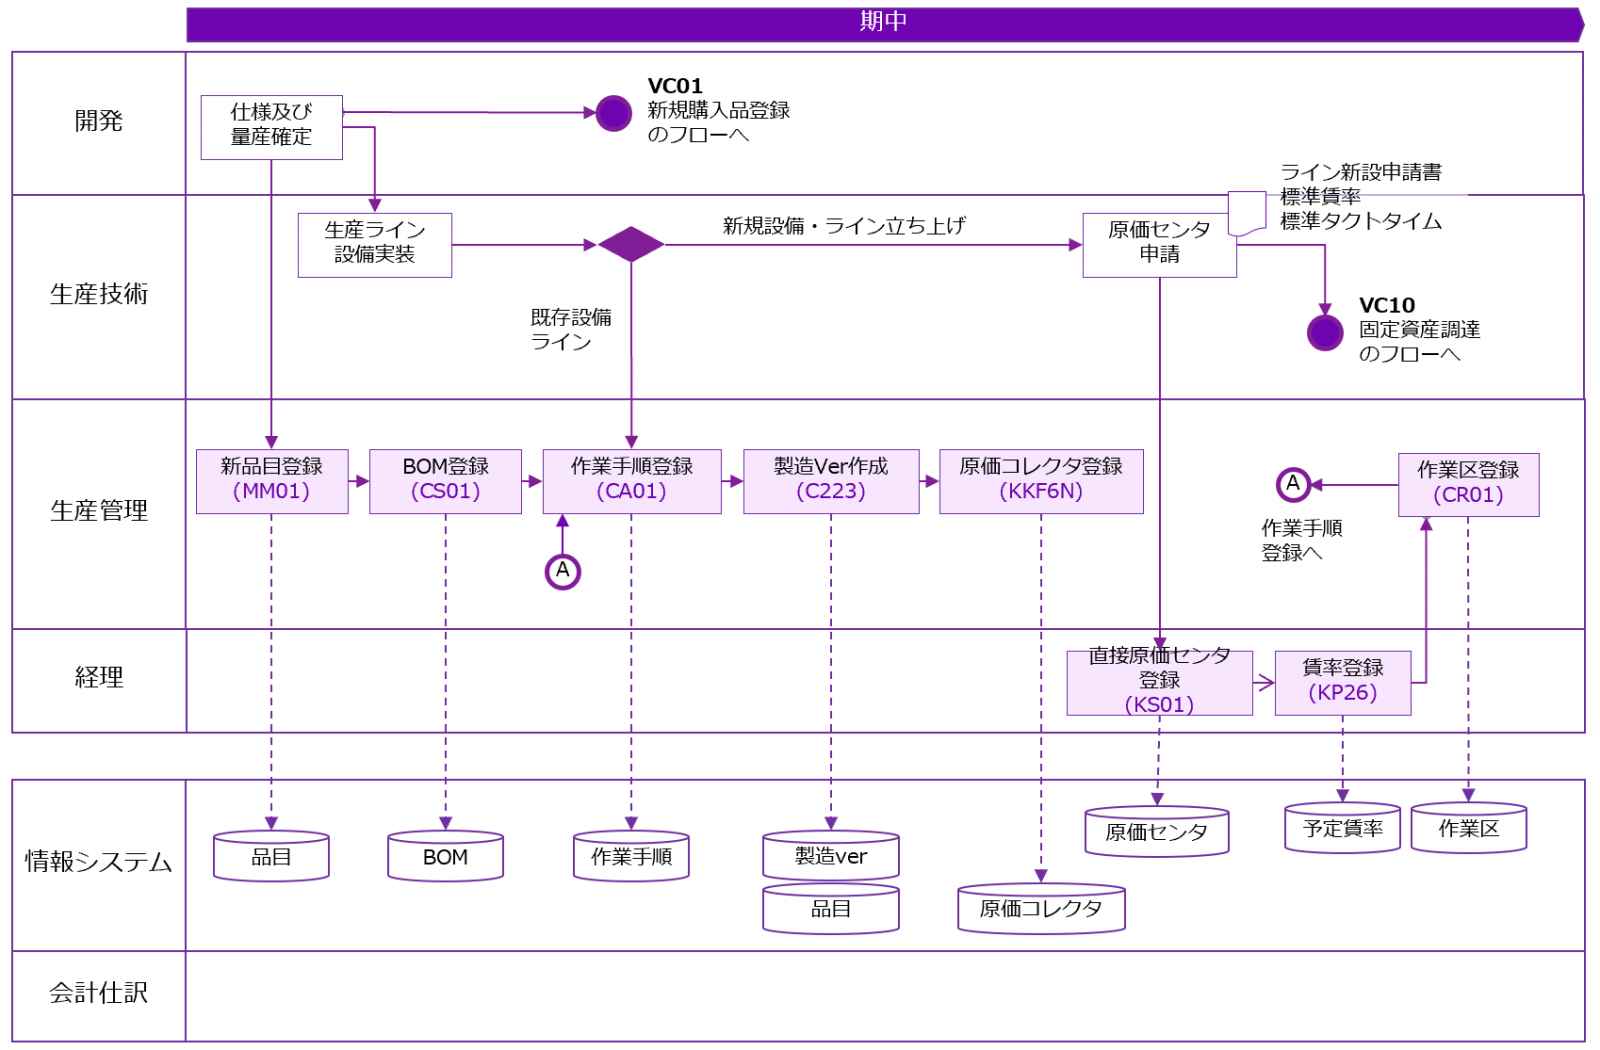 期中
開発
仕様及び
量産確定
VC01
新規購入品登録
のフローへ
ライン新設申請書
標準賃率
標準タクトタイム
生産技術
生産ライン
設備実装
新規設備・ライン立ち上げ
原価センタ
申請
既存設備
ライン
VC10
固定資産調達
のフローへ
生産管理
新品目登録
(MM01)
BOM登録
(CS01)
作業手順登録
(CA01)
製造Ver作成
(C223)
原価コレクタ登録
(KKF6N)
A
作業手順
登録へ
作業区登録
(CR01)
A
経理
直接原価センタ
登録
(KS01)
賃率登録
(KP26)
情報システム
品目
BOM
作業手順
製造ver
品目
原価コレクタ
原価センタ
予定賃率
作業区
会計仕訳